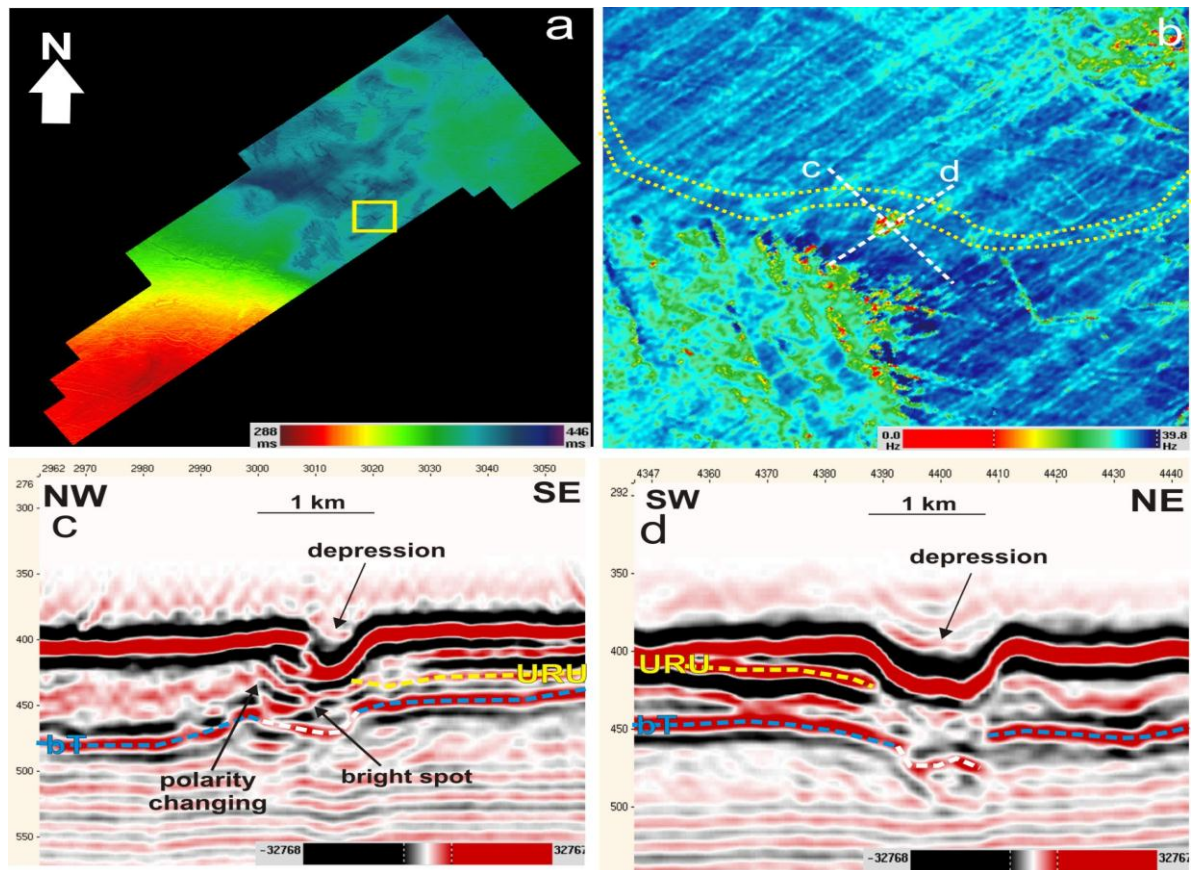 N
a
288
ms
446
ms
b
c
d
0.0
Hz
39.8
Hz
2962 2970 2980 2990 3000 3010 3020 3030 3040 3050
276
NW
SE
c
1 km
300
depression
350
400
URU
450
bT
polarity
changing
bright spot
500
550
-32768
32767
4347 4360 4370 4380 4390 4400 4410 4420 4430 4440
292
SW
NE
d
1 km
depression
350
400
URU
450
bT
500
-32768
32767